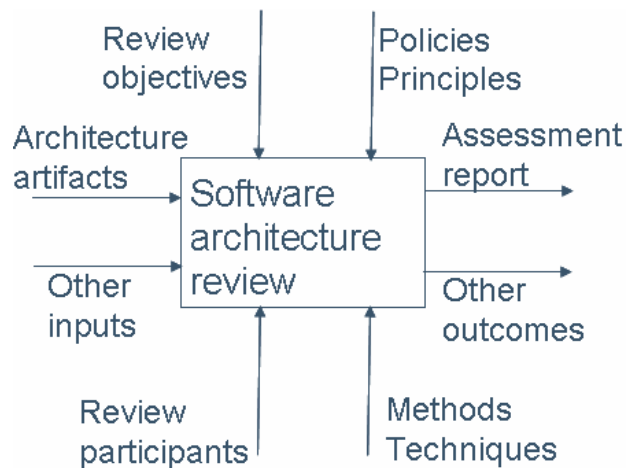 Review
objectives
Policies
Principles
Architecture
artifacts
Assessment
report
Software
architecture
review
Other
inputs
Other
outcomes
Review
participants
Methods
Techniques